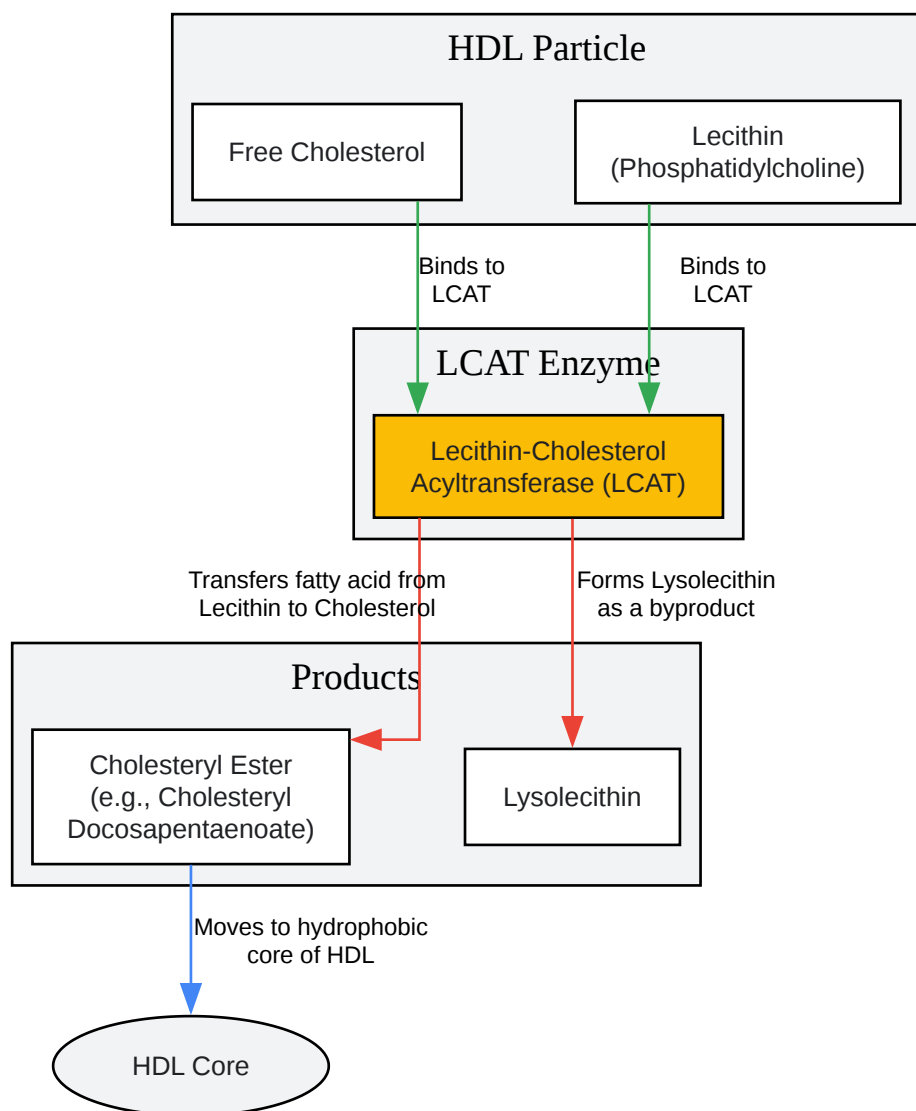 HDL Particle
Free Cholesterol
Lecithin
(Phosphatidylcholine)
Binds to
LCAT
Binds to
LCAT
LCAT Enzyme
Lecithin-Cholesterol
Acyltransferase (LCAT)
Transfers fatty acid from
Lecithin to Cholesterol
Forms Lysolecithin
as a byproduct
Products
Cholesteryl Ester
(e.g., Cholesteryl
Docosapentaenoate)
Lysolecithin
Moves to hydrophobic
core of HDL
HDL Core